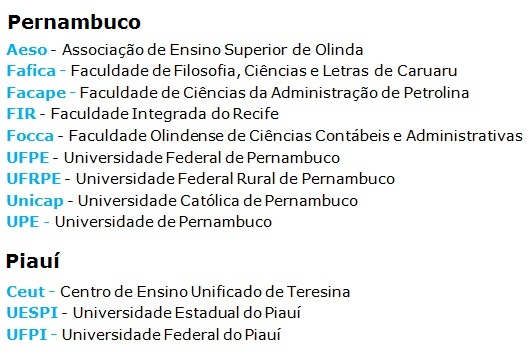 Pernambuco
Aeso - Associação de Ensino Superior de Olinda
Fafica - Faculdade de Filosofia, Ciências e Letras de Caruaru
Facape - Faculdade de Ciências da Administração de Petrolina
FIR - Faculdade Integrada do Recife
Focca - Faculdade Olindense de Ciências Contábeis e Administrativas
UFPE - Universidade Federal de Pernambuco
UFRPE - Universidade Federal Rural de Pernambuco
Unicap - Universidade Católica de Pernambuco
UPE - Universidade de Pernambuco
Piauí
Ceut - Centro de Ensino Unificado de Teresina
UESPI - Universidade Estadual do Piauí
UFPI - Universidade Federal do Piauí